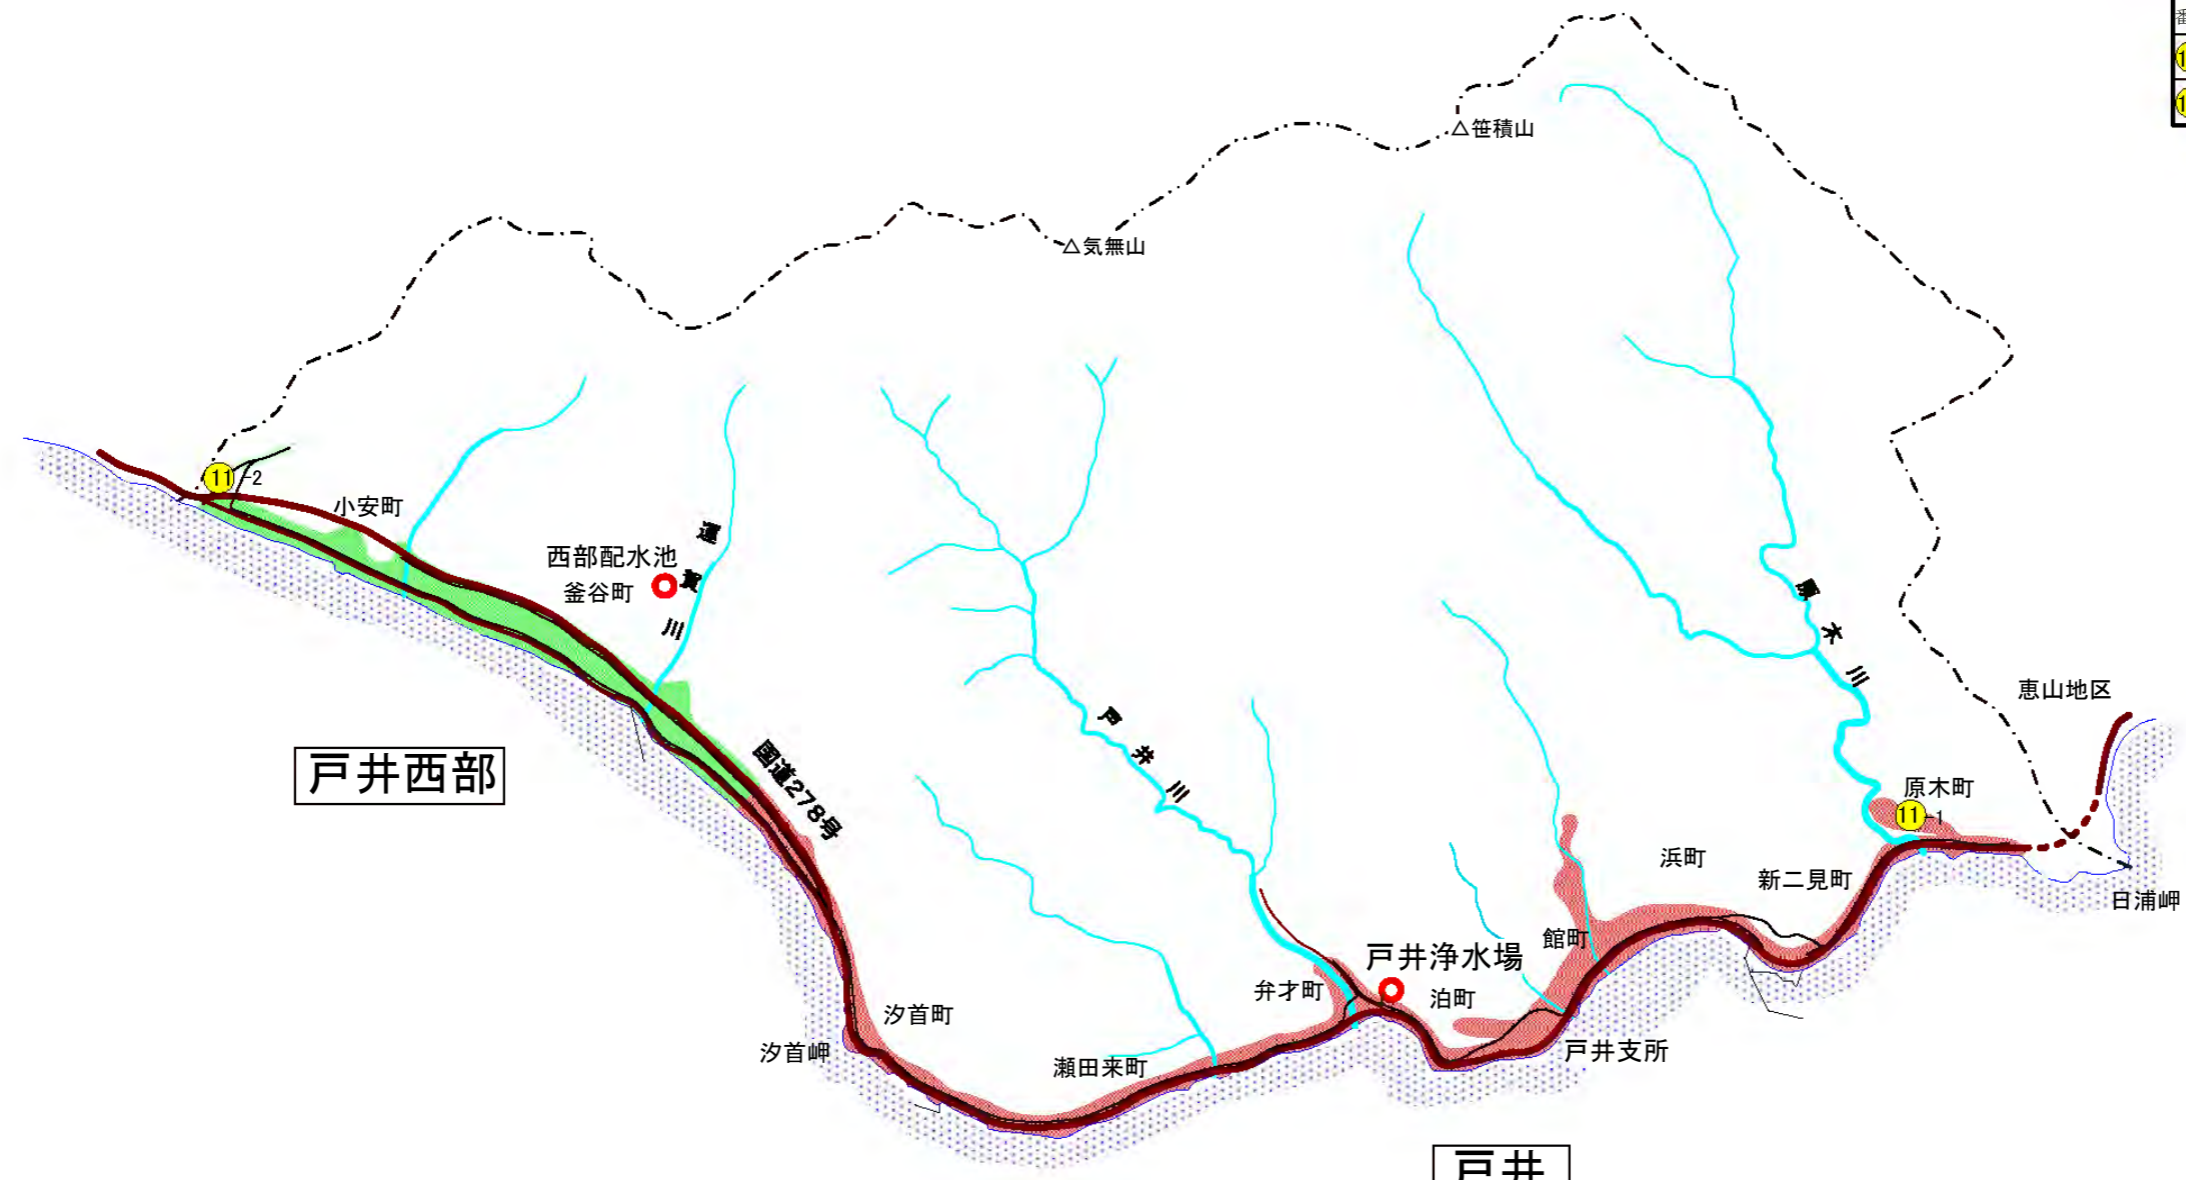 △笹積山
△気無山
11-2
小安町
西部配水池
釜谷町
運賀川
原木川
恵山地区
戸井川
戸井西部
国道278号
原木町
11-1
浜町
新二見町
日浦岬
館町
戸井浄水場
弁才町
泊町
汐首町
汐首岬
瀬田来町
戸井支所
戸井